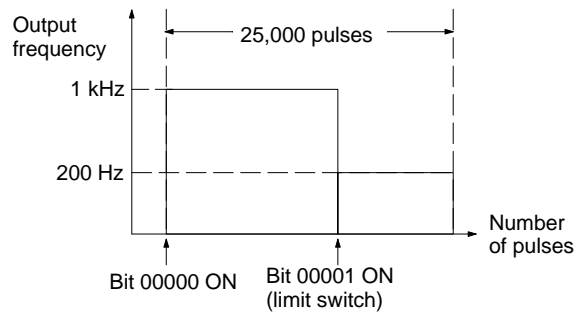 Output
frequency
25,000 pulses
1 kHz
200 Hz
Number
of pulses
Bit 00000 ON
Bit 00001 ON
(limit switch)